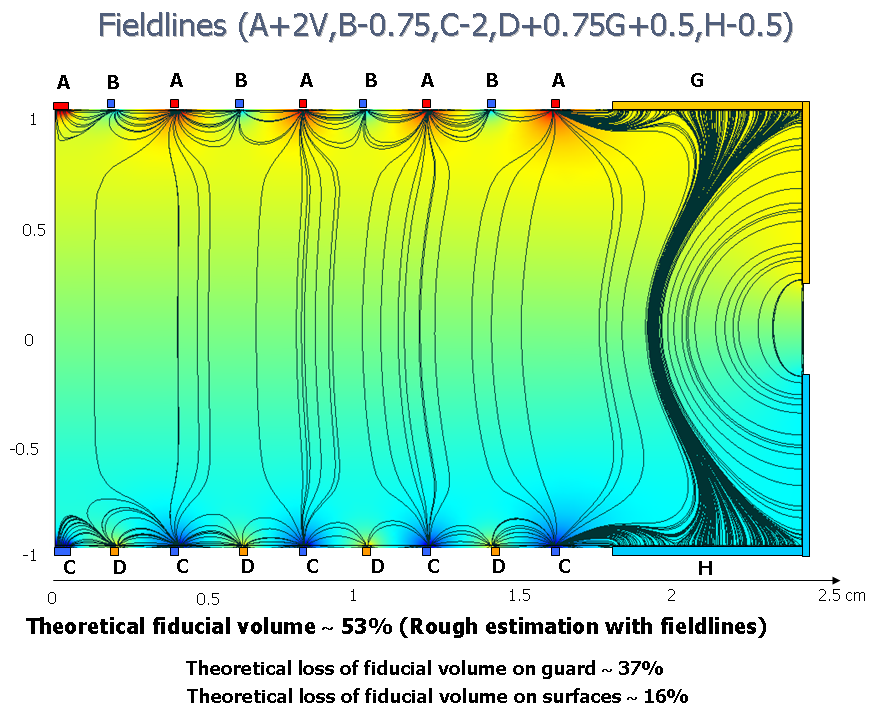 Fieldlines (A+2V,B-0.75,C-2,D+0.75G+0.5,H-0.5)
A B A B A B A B A G
1
0.5
0
-0.5
-1
C D C D C D C D C H
0 0.5 1 1.5 2 2.5 cm
Theoretical fiducial volume ~ 53% (Rough estimation with fieldlines)
Theoretical loss of fiducial volume on guard ~ 37%
Theoretical loss of fiducial volume on surfaces ~ 16%